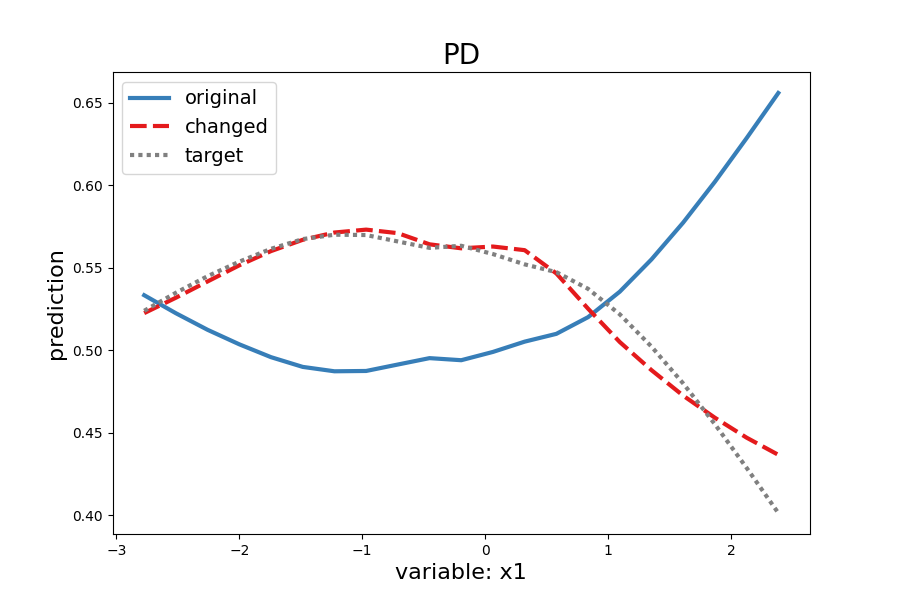 PD
original
changed
target
0.65
0.60
0.55
0.50
0.45
0.40
prediction
−3
−2
−1
0
1
2
variable: x1